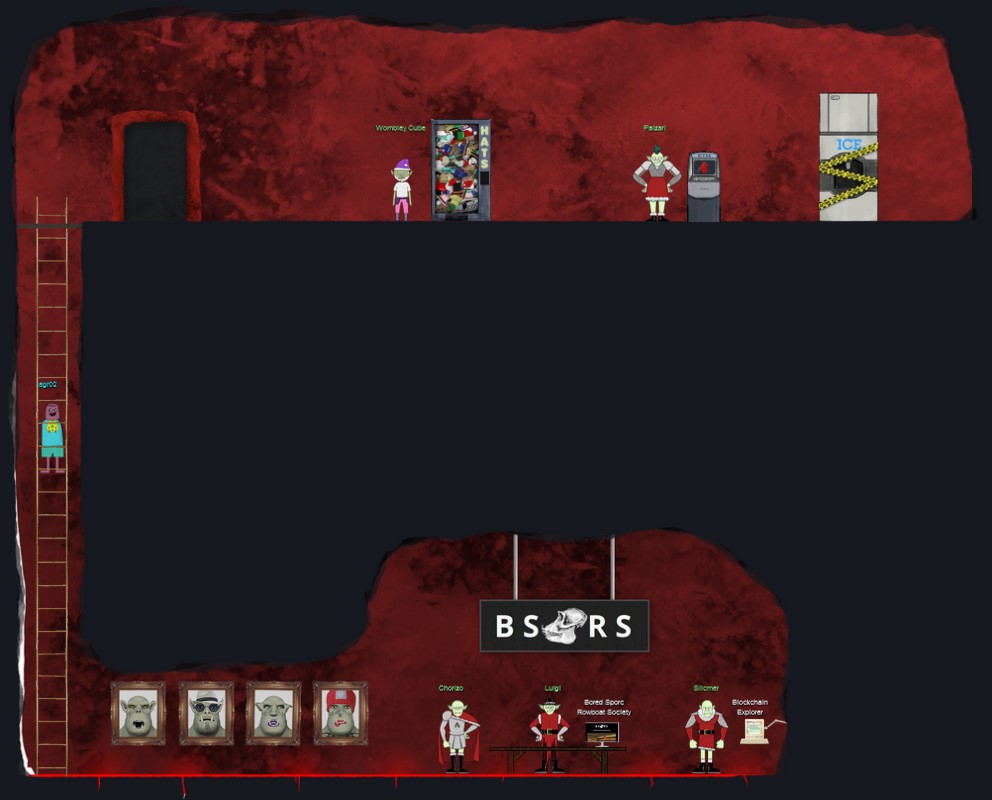 Wombley Cube
HATS
Palzari
ICE
agr02
BS RS
Chorizo
Luigi
Bored Sporc
Rowboat Society
Slicmer
Blockchain
Explorer